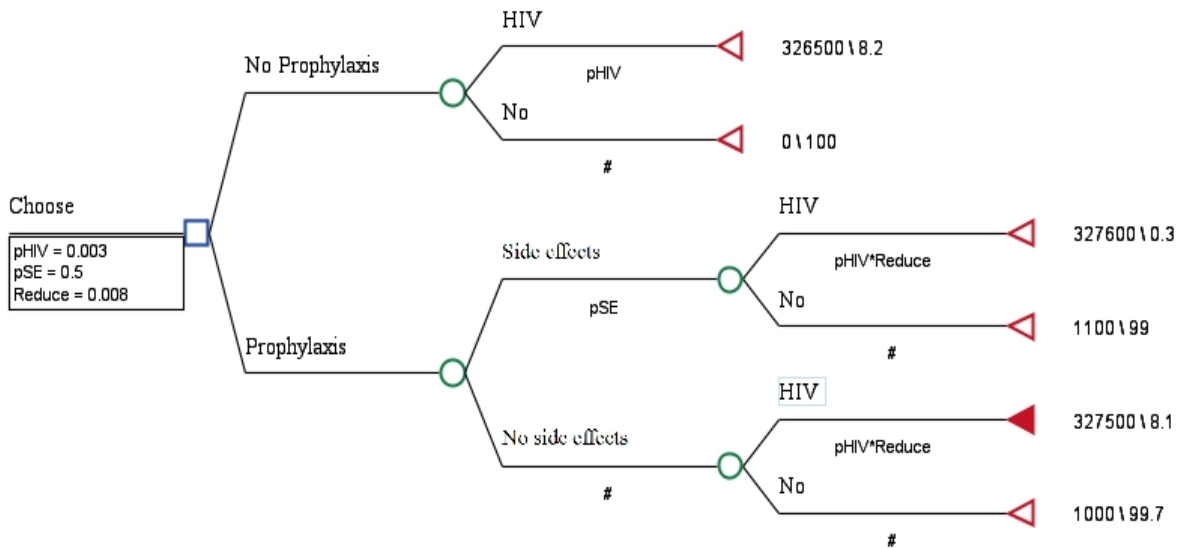 HIV
326500\8.2
No Prophylaxis
pHIV
No
0\100
#
Choose
HIV
327600\0.3
pHIV = 0.003
pSE = 0.5
Reduce = 0.008
Side effects
pHIV*Reduce
No
pSE
1100\99
Prophylaxis
#
HIV
327500\8.1
No side effects
pHIV*Reduce
No
#
1000\99.7
#